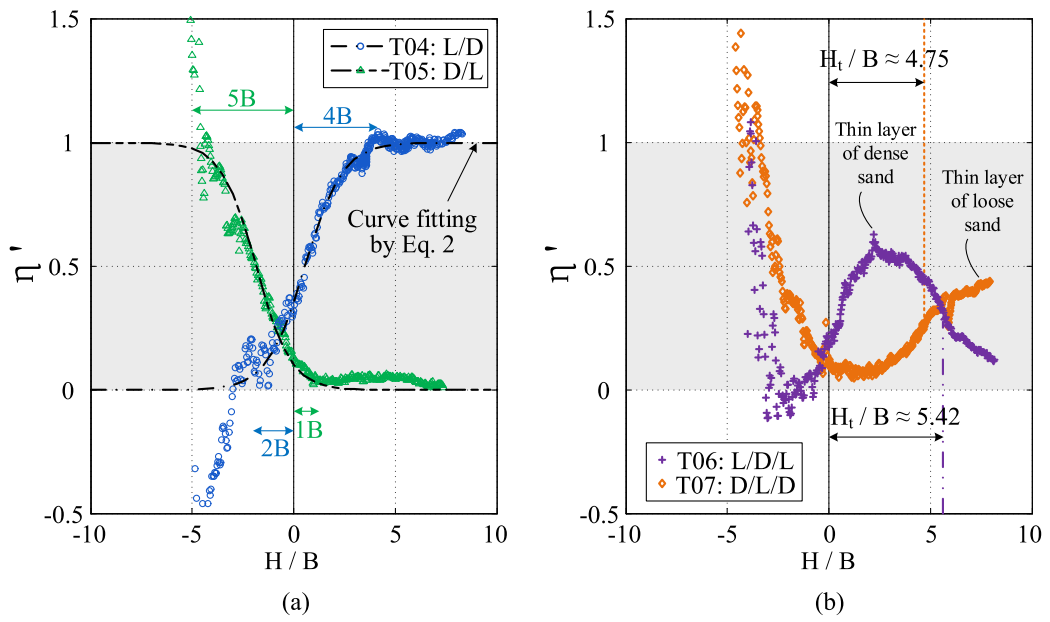 1.5
1
0.5
0
-0.5
-10
-5
0
5
10
η'
H / B
T04: L/D
T05: D/L
5B
4B
Curve fitting
by Eq. 2
1B
2B
(a)
1.5
1
0.5
0
-0.5
-10
-5
0
5
10
η'
H / B
Ht / B ≈ 4.75
Thin layer
of dense
sand
Thin layer
of loose
sand
Ht / B ≈ 5.42
T06: L/D/L
T07: D/L/D
(b)